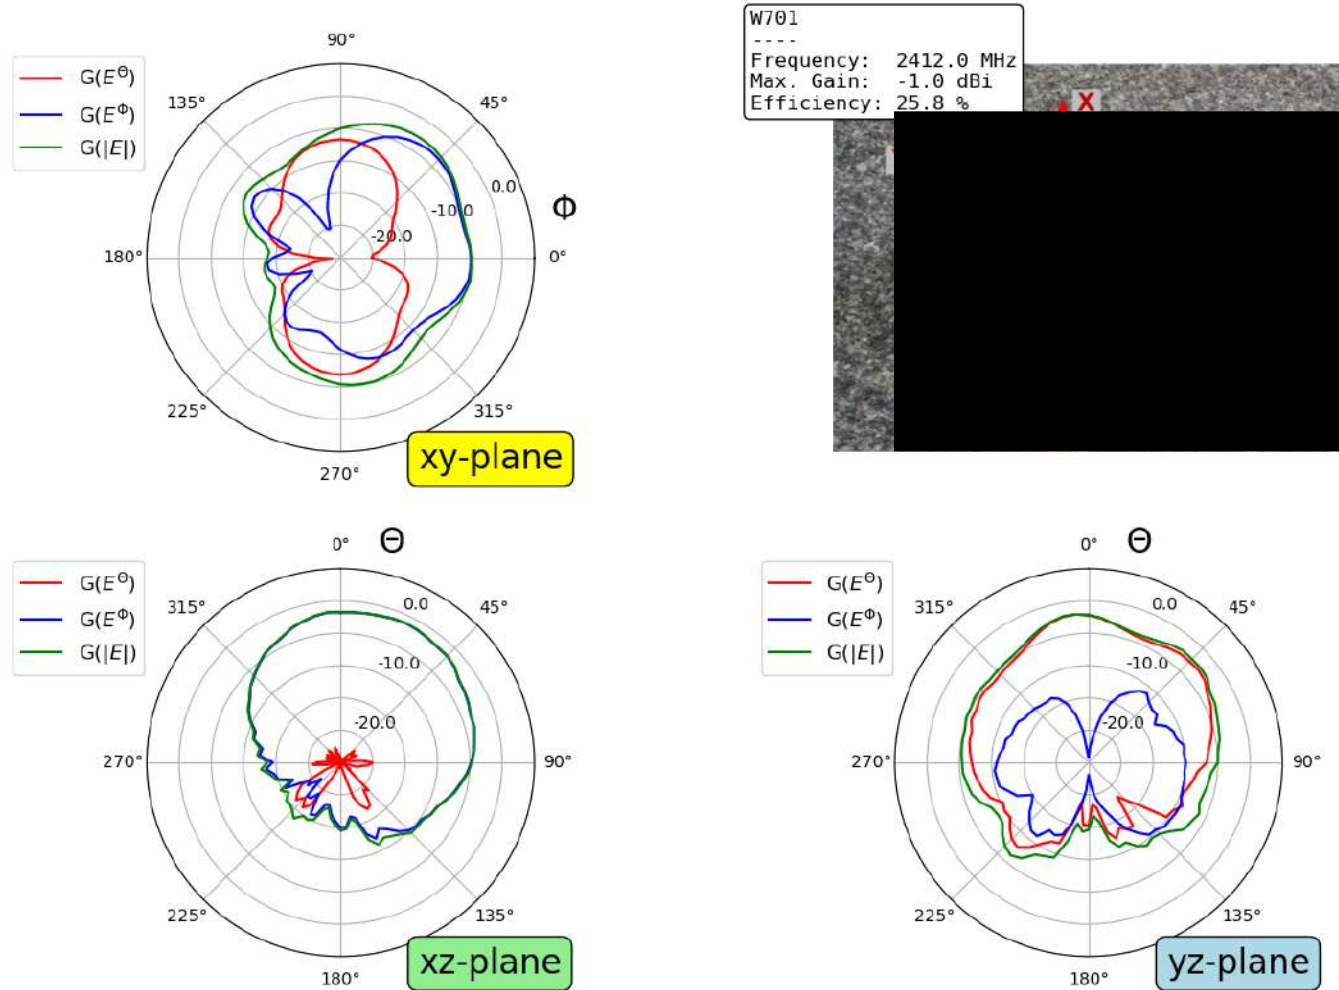 90°
G(E^Θ)
G(E^Φ)
G(|E|)
135°
45°
0.0
-10.0
-20.0
Φ
180°
0°
225°
315°
270°
xy-plane
W701
----
Frequency: 2412.0 MHz
Max. Gain: -1.0 dBi
Efficiency: 25.8 %
X
0°
Θ
G(E^Θ)
G(E^Φ)
G(|E|)
315°
45°
0.0
-10.0
-20.0
270°
90°
225°
135°
180°
xz-plane
0°
Θ
G(E^Θ)
G(E^Φ)
G(|E|)
315°
45°
0.0
-10.0
-20.0
270°
90°
225°
135°
180°
yz-plane